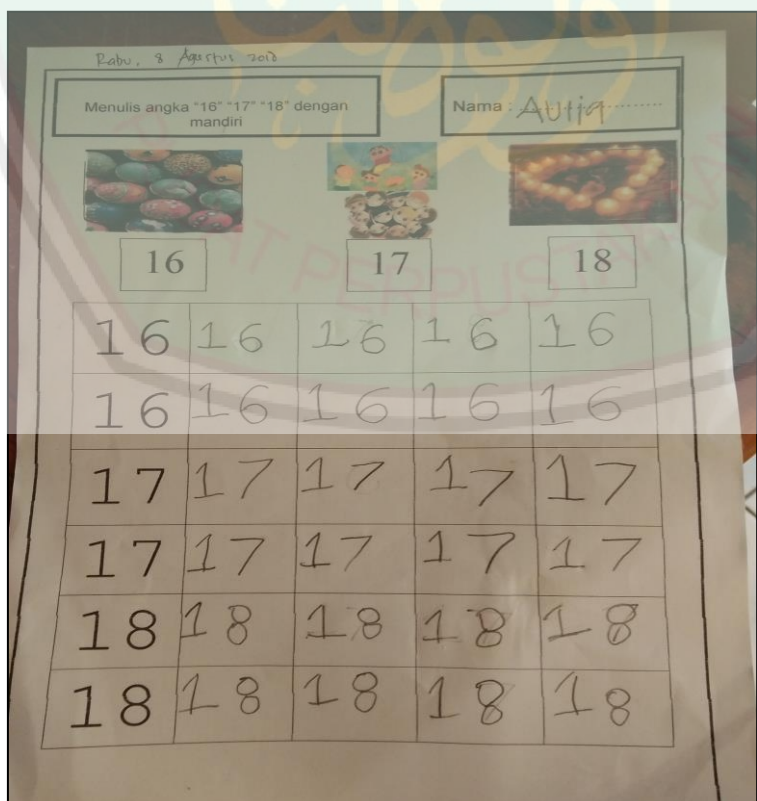 Rabu, 8 Agustus 2018
Menulis angka "16" "17" "18" dengan
mandiri
Nama : Aulia
16 17 18
16 16 16 16 16
16 16 16 16 16
17 17 17 17 17
17 17 17 17 17
18 18 18 18 18
18 18 18 18 18